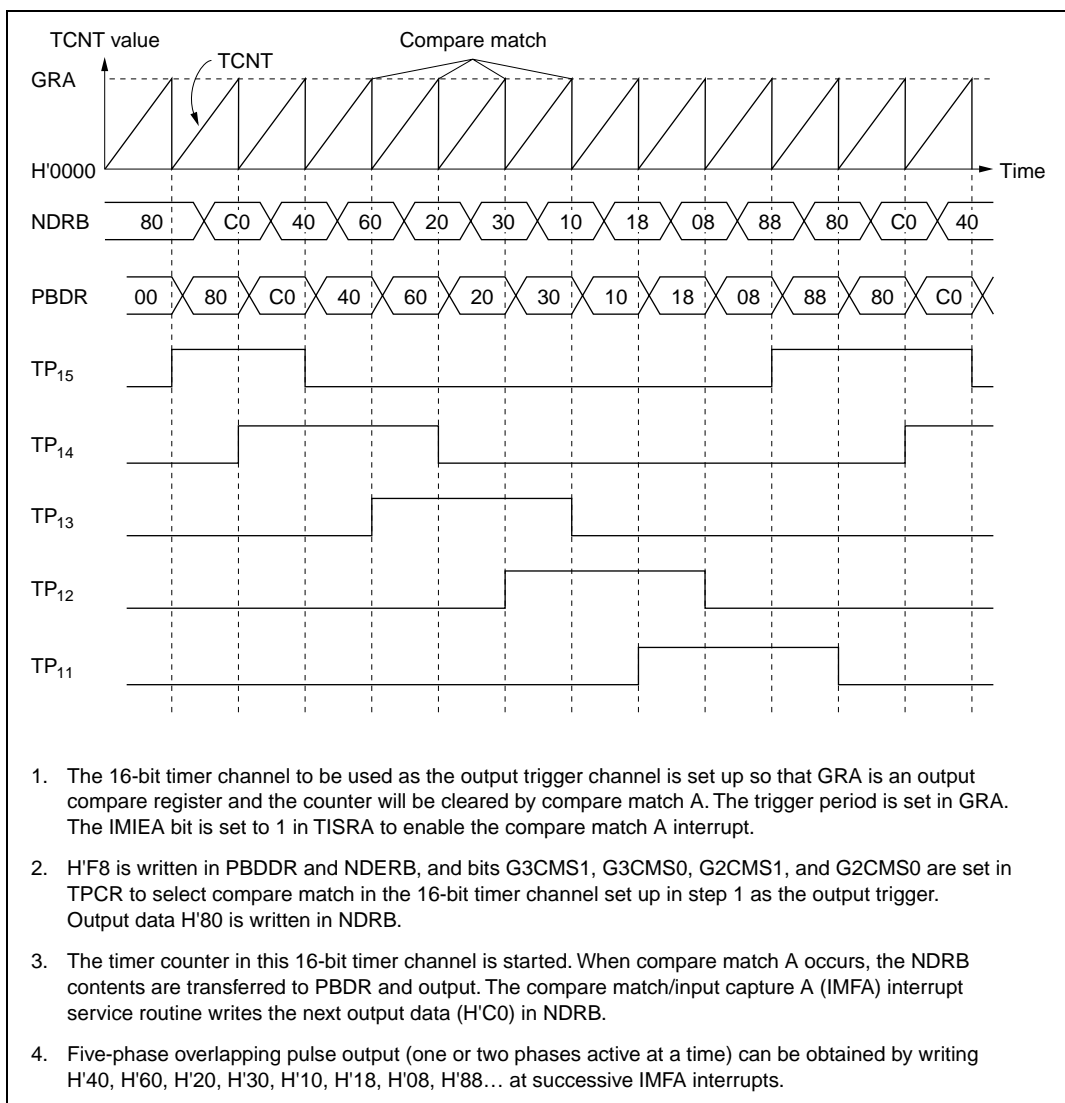 TCNT value
Compare match
TCNT
GRA
H'0000
Time
NDRB 80 C0 40 60 20 30 10 18 08 88 80 C0 40
PBDR 00 80 C0 40 60 20 30 10 18 08 88 80 C0
TP15
TP14
TP13
TP12
TP11
1. The 16-bit timer channel to be used as the output trigger channel is set up so that GRA is an output
compare register and the counter will be cleared by compare match A. The trigger period is set in GRA.
The IMIEA bit is set to 1 in TISRA to enable the compare match A interrupt.
2. H'F8 is written in PBDDR and NDERB, and bits G3CMS1, G3CMS0, G2CMS1, and G2CMS0 are set in
TPCR to select compare match in the 16-bit timer channel set up in step 1 as the output trigger.
Output data H'80 is written in NDRB.
3. The timer counter in this 16-bit timer channel is started. When compare match A occurs, the NDRB
contents are transferred to PBDR and output. The compare match/input capture A (IMFA) interrupt
service routine writes the next output data (H'C0) in NDRB.
4. Five-phase overlapping pulse output (one or two phases active at a time) can be obtained by writing
H'40, H'60, H'20, H'30, H'10, H'18, H'08, H'88… at successive IMFA interrupts.